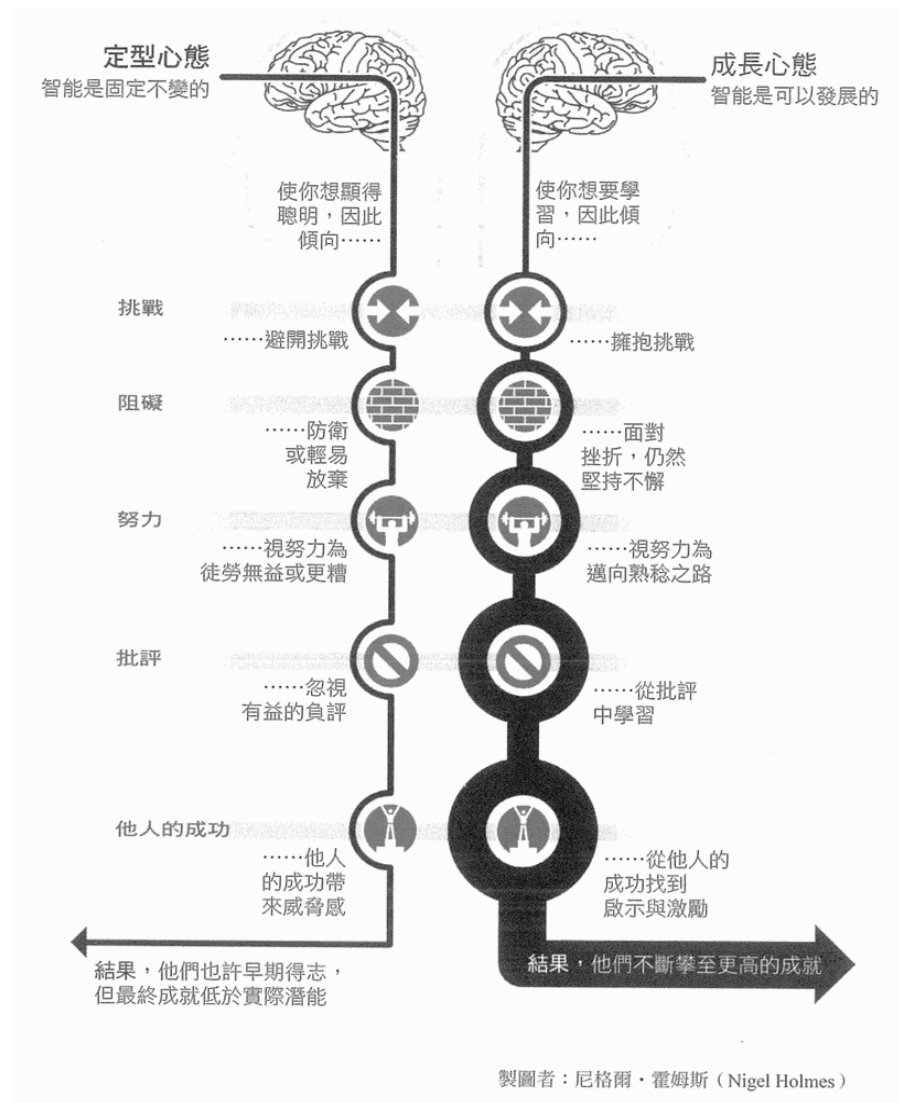 定型心態
智能是固定不變的
成長心態
智能是可以發展的
使你想顯得
聰明，因此
傾向⋯⋯
使你想要學
習，因此傾
向⋯⋯
挑戰
⋯⋯避開挑戰
⋯⋯擁抱挑戰
阻礙
⋯⋯防衛
或輕易
放棄
⋯⋯面對
挫折，仍然
堅持不懈
努力
⋯⋯視努力為
徒勞無益或更糟
⋯⋯視努力為
邁向熟稔之路
批評
⋯⋯忽視
有益的負評
⋯⋯從批評
中學習
他人的成功
⋯⋯他人
的成功帶
來威脅感
⋯⋯從他人的
成功找到
啟示與激勵
結果，他們也許早期得志，
但最終成就低於實際潛能
結果，他們不斷攀至更高的成就
製圖者：尼格爾・霍姆斯（Nigel Holmes）